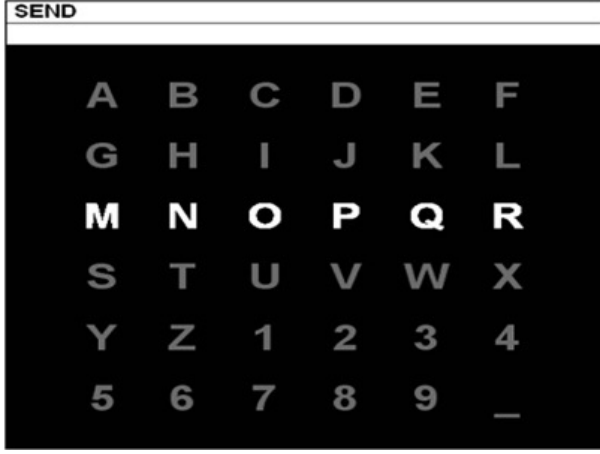 SEND
A B C D E F
G H I J K L
M N O P Q R
S T U V W X
Y Z 1 2 3 4
5 6 7 8 9 _